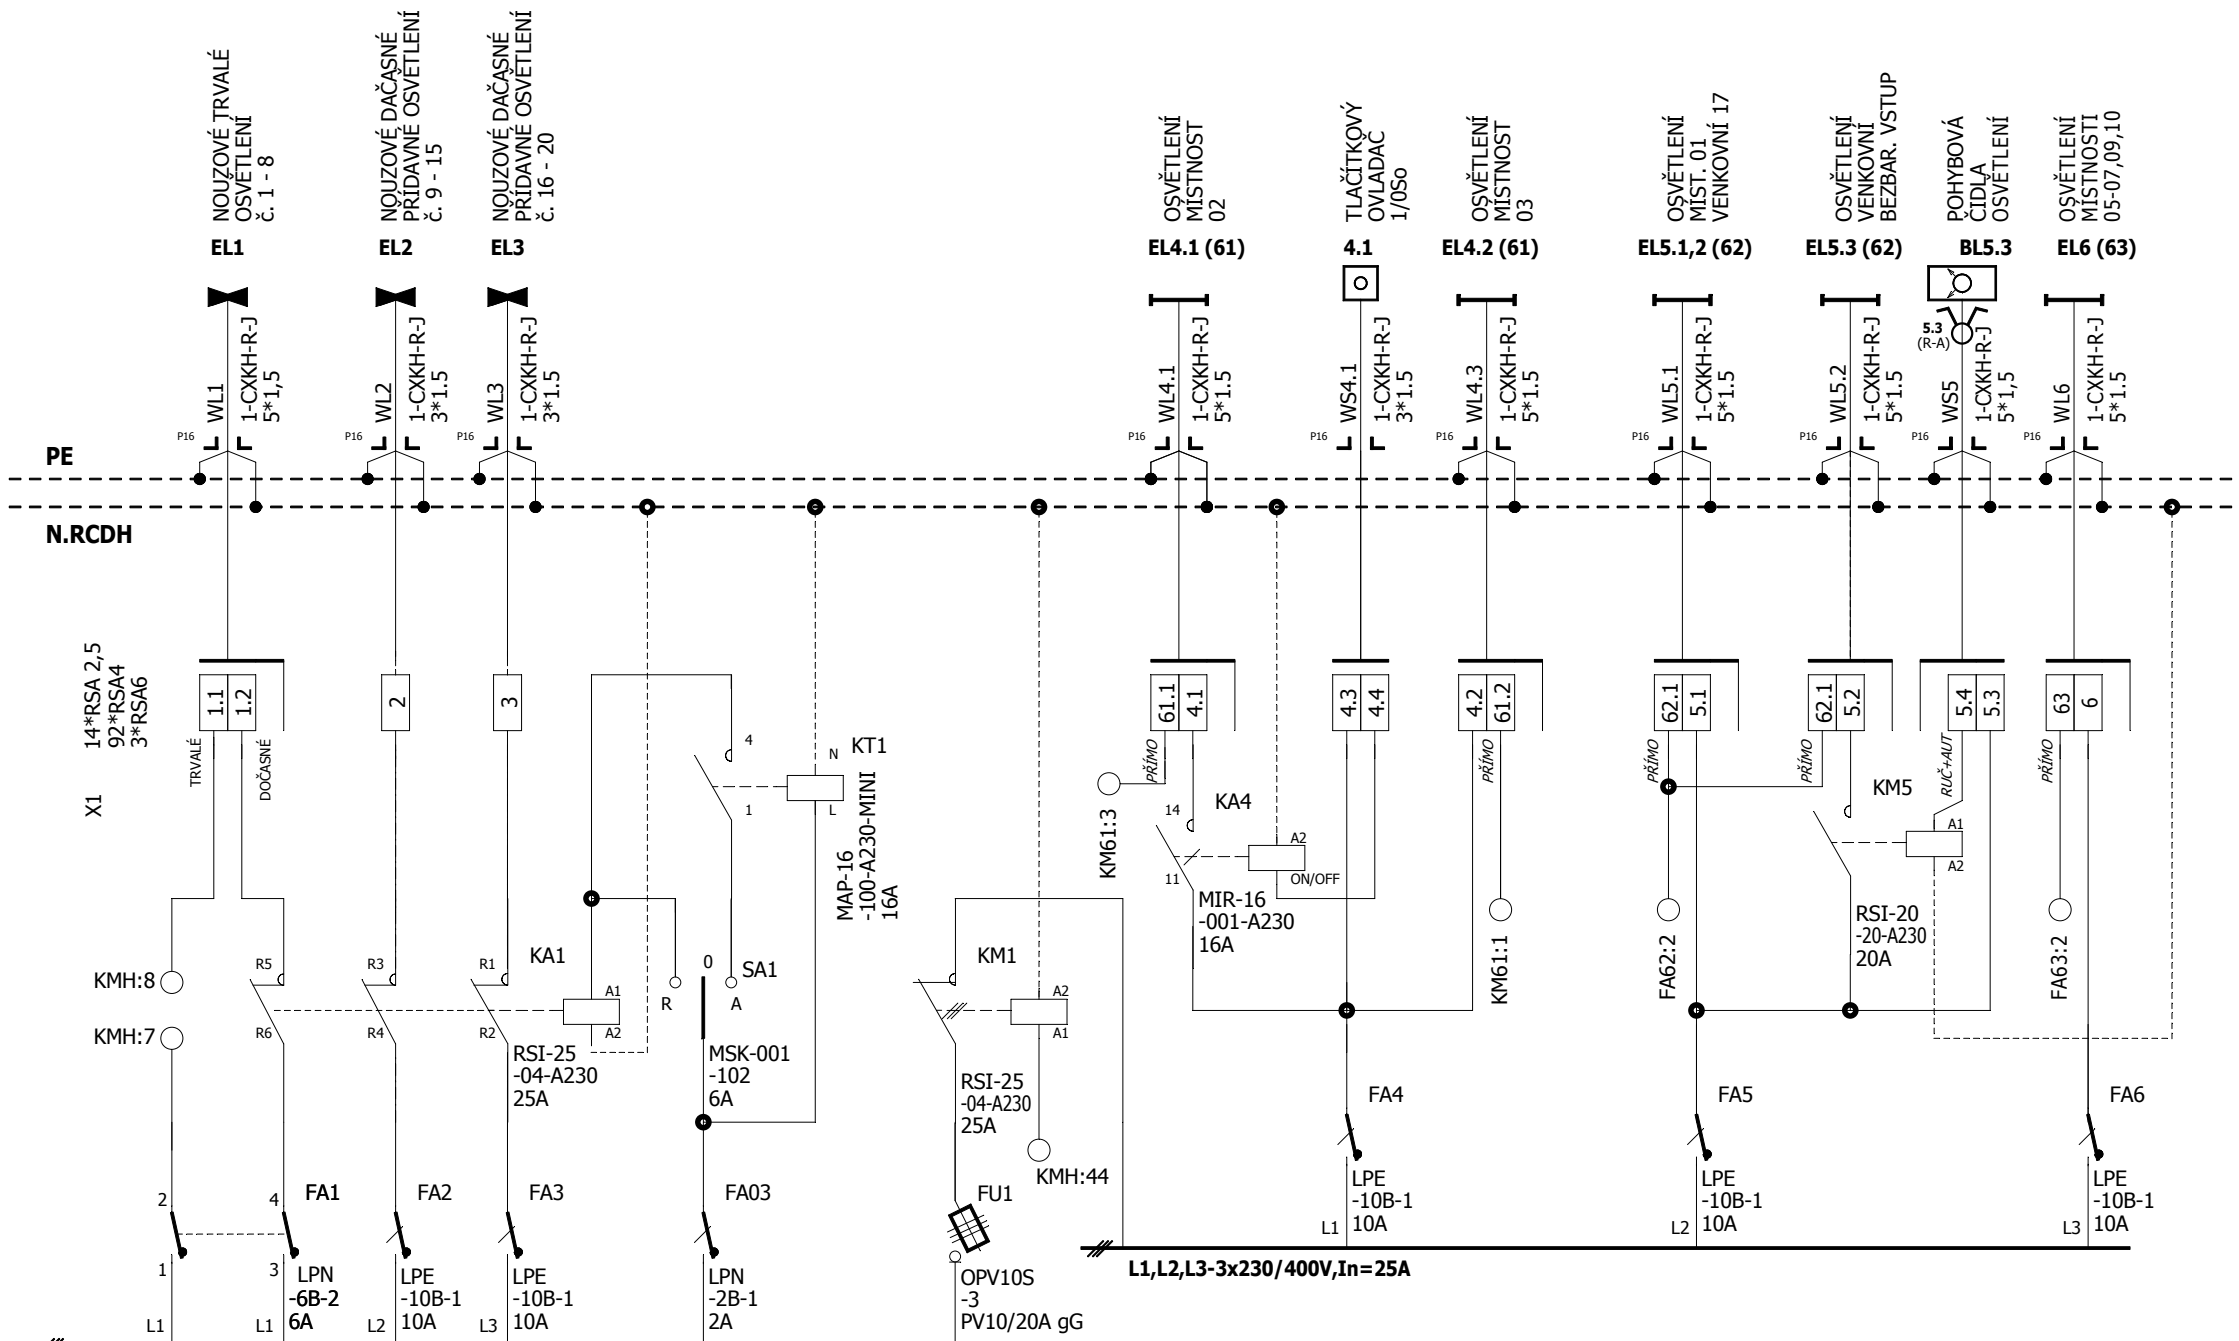 NOUZOVÉ TRVALÉ
OSVĚTLENÍ
č. 1 - 8
EL1
NOUZOVÉ DAČASNÉ
PŘÍDAVNÉ OSVĚTLENÍ
č. 9 - 15
EL2
NOUZOVÉ DAČASNÉ
PŘÍDAVNÉ OSVĚTLENÍ
č. 16 - 20
EL3
OSVĚTLENÍ
MÍSTNOST
02
EL4.1 (61)
TLAČÍTKOVÝ
OVLADAČ
1/0So
4.1
OSVĚTLENÍ
MÍSTNOST
03
EL4.2 (61)
OSVĚTLENÍ
MÍST. 01
VENKOVNÍ 17
EL5.1,2 (62)
OSVĚTLENÍ
VENKOVNÍ
BEZBAR. VSTUP
EL5.3 (62)
POHYBOVÁ
ČIDLA
OSVĚTLENÍ
BL5.3
OSVĚTLENÍ
MÍSTNOSTI
05-07,09,10
EL6 (63)
5.3
(R-A)
P16
WL1
1-CXKH-R-J
5*1,5
P16
WL2
1-CXKH-R-J
3*1.5
P16
WL3
1-CXKH-R-J
3*1.5
P16
WL4.1
1-CXKH-R-J
5*1.5
P16
WS4.1
1-CXKH-R-J
3*1.5
P16
WL4.3
1-CXKH-R-J
5*1.5
P16
WL5.1
1-CXKH-R-J
5*1.5
P16
WL5.2
1-CXKH-R-J
5*1.5
P16
WS5
1-CXKH-R-J
5*1,5
P16
WL6
1-CXKH-R-J
5*1.5
PE
N.RCDH
X1
14*RSA 2,5
92*RSA4
3*RSA6
1.1
1.2
2
3
61.1
4.1
4.3
4.4
4.2
61.2
62.1
5.1
62.1
5.2
5.4
5.3
63
6
TRVALÉ
DOČASNÉ
PŘÍMO
PŘÍMO
PŘÍMO
PŘÍMO
RUČ+AUT
PŘÍMO
4
1
N
L
KT1
MAP-16
-100-A230-MINI
16A
KM61:3
14
11
KA4
A2
ON/OFF
MIR-16
-001-A230
16A
KM61:1
FA62:2
KM5
A1
A2
RSI-20
-20-A230
20A
FA63:2
KMH:8
KMH:7
R5
R6
R3
R4
R1
R2
KA1
A1
A2
RSI-25
-04-A230
25A
0
R
A
SA1
MSK-001
-102
6A
KM1
A2
A1
RSI-25
-04-A230
25A
KMH:44
2
1
4
3
FA1
LPN
-6B-2
6A
L1
L1
FA2
LPE
-10B-1
10A
L2
FA3
LPE
-10B-1
10A
L3
FA03
LPN
-2B-1
2A
FU1
OPV10S
-3
PV10/20A gG
FA4
LPE
-10B-1
10A
L1
FA5
LPE
-10B-1
10A
L2
FA6
LPE
-10B-1
10A
L3
L1,L2,L3-3x230/400V,In=25A